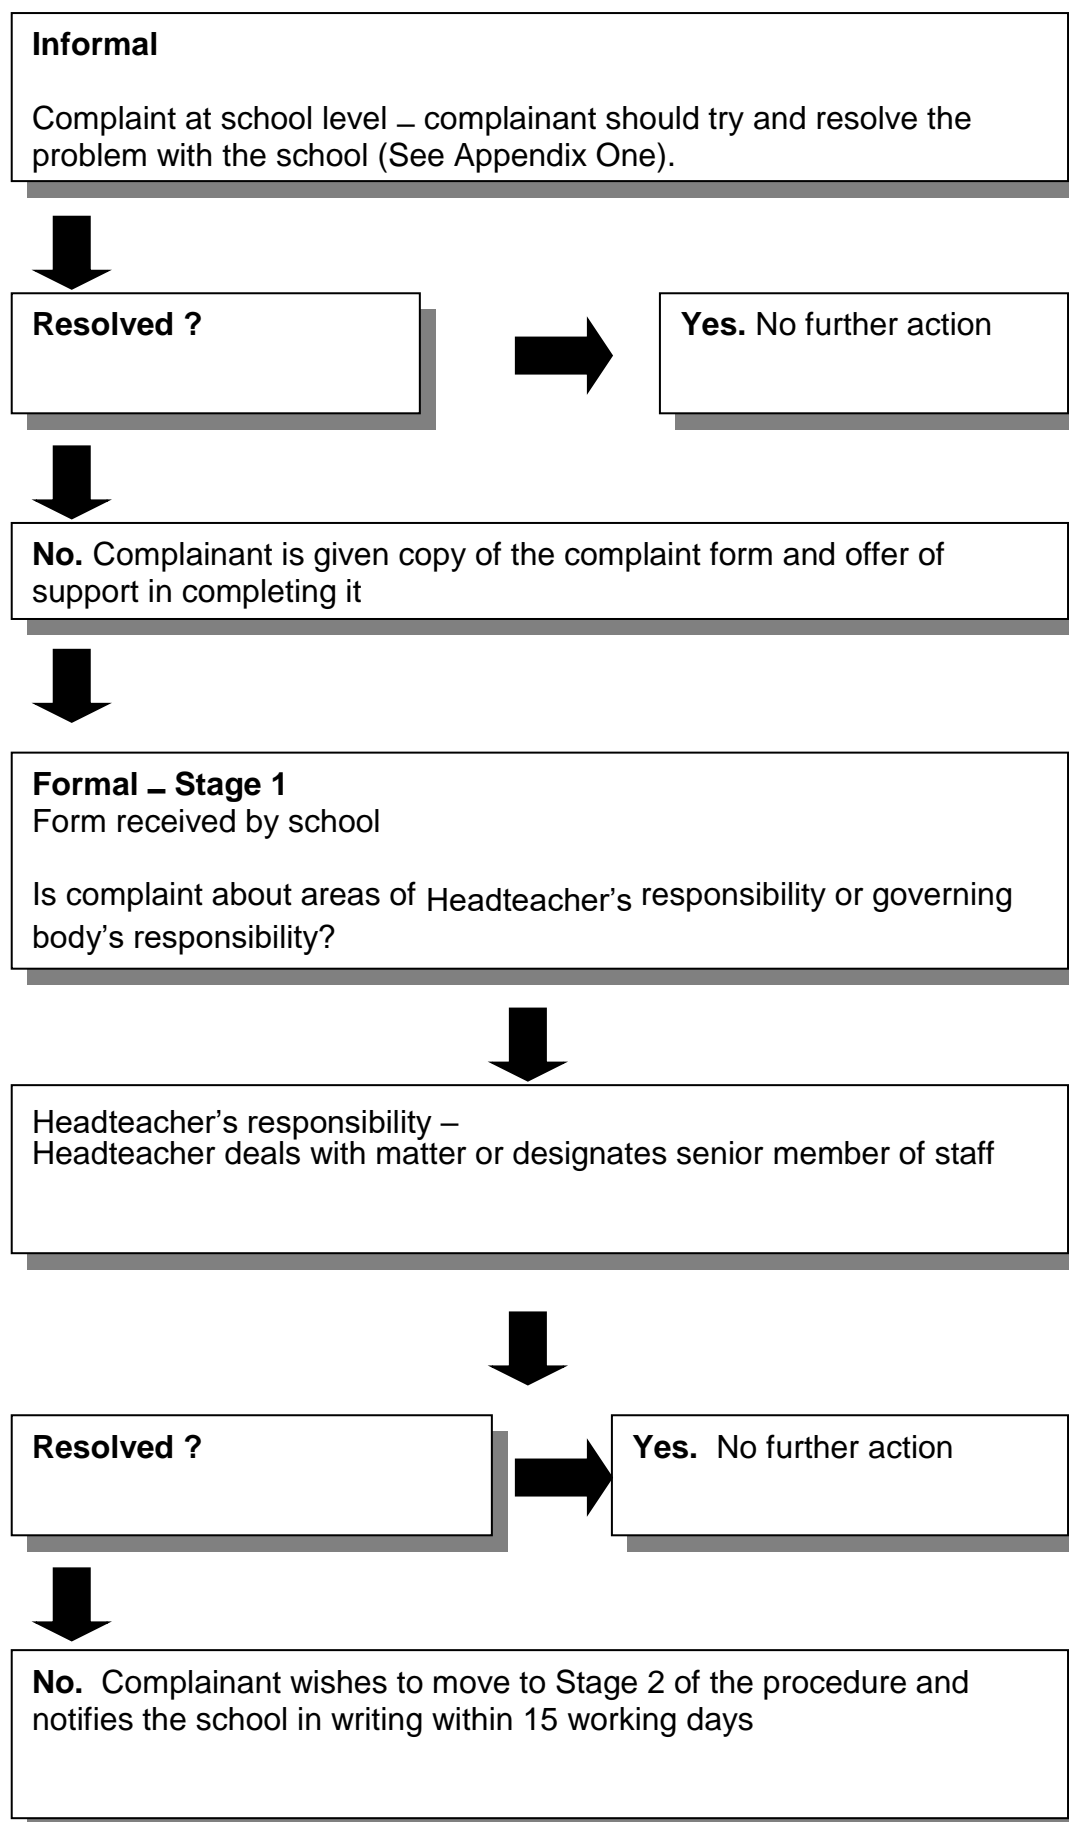 Informal
Complaint at school level – complainant should try and resolve the
problem with the school (See Appendix One).
Resolved ?
Yes. No further action
No. Complainant is given copy of the complaint form and offer of
support in completing it
Formal – Stage 1
Form received by school
Is complaint about areas of Headteacher’s responsibility or governing
body’s responsibility?
Headteacher’s responsibility –
Headteacher deals with matter or designates senior member of staff
Resolved ?
Yes. No further action
No. Complainant wishes to move to Stage 2 of the procedure and
notifies the school in writing within 15 working days